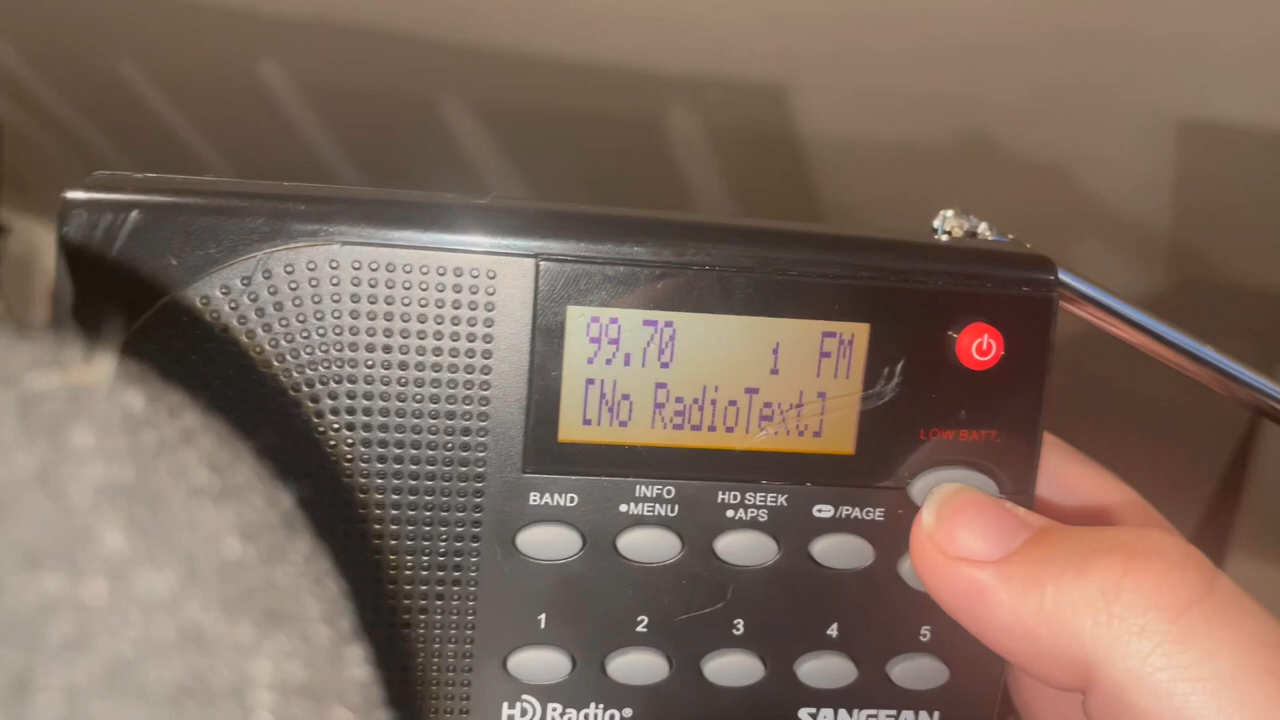 99.70 1 FM
[No RadioText]
LOW BATT.
BAND
INFO
•MENU
HD SEEK
•APS
/PAGE
1 2 3 4 5
HD Radio®
SANGEAN